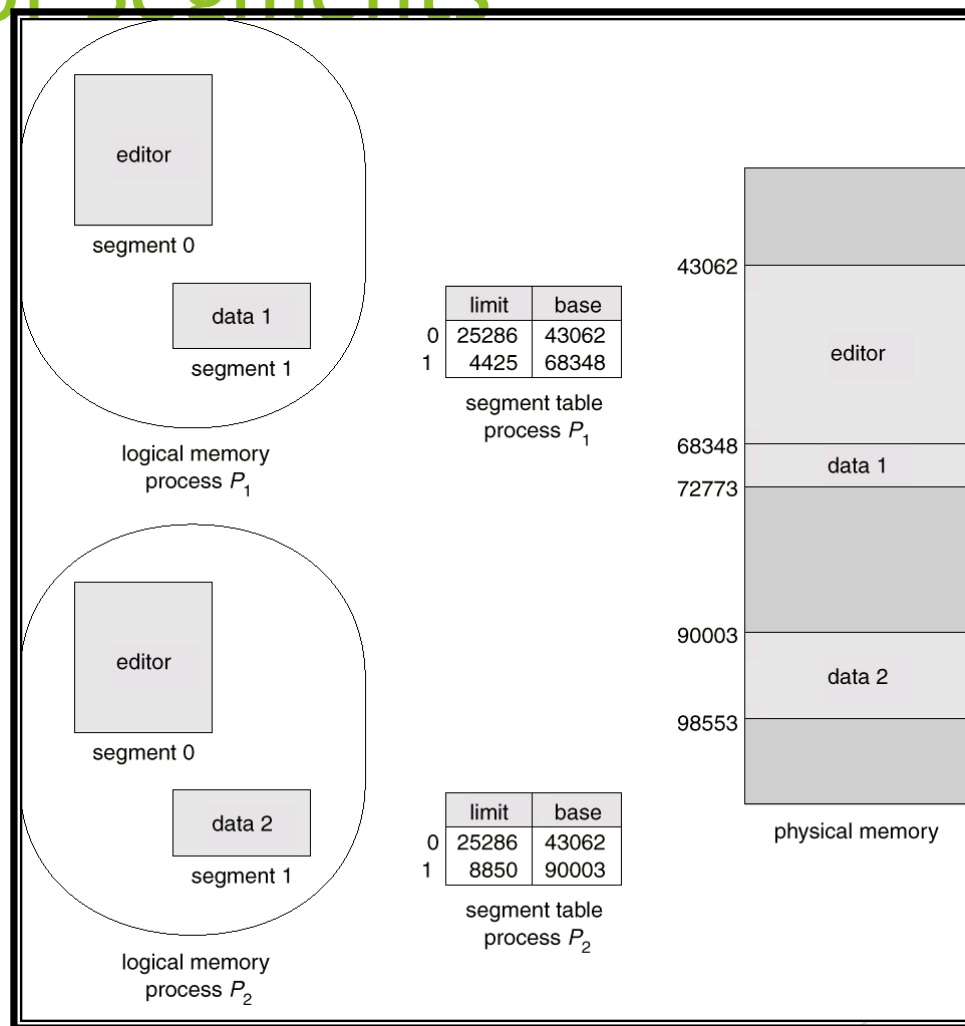 editor
segment 0
data 1
segment 1
logical memory
process P1
limit base
0 25286 43062
1 4425 68348
segment table
process P1
43062
editor
68348
data 1
72773
90003
data 2
98553
physical memory
editor
segment 0
data 2
segment 1
logical memory
process P2
limit base
0 25286 43062
1 8850 90003
segment table
process P2